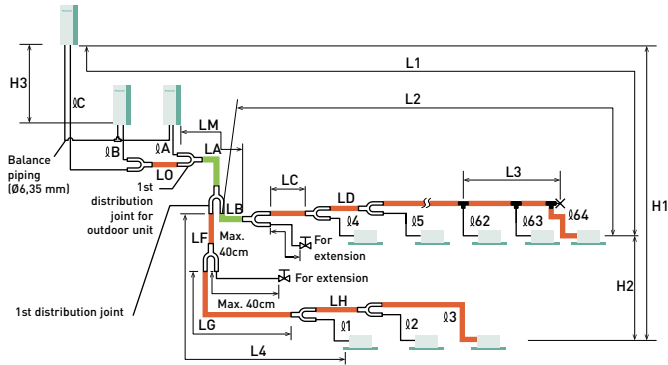 L1
H3
L2
ℓC
LM
ℓB
ℓA
LA
Balance
piping
(Ø6,35 mm)
LO
1st
distribution
joint for
outdoor unit
LC
LD
L3
H1
LB
ℓ4
ℓ5
ℓ62
ℓ63
ℓ64
LF
Max.
40cm
For
extension
H2
For extension
1st distribution joint
Max. 40cm
LG
LH
ℓ1
ℓ2
ℓ3
L4